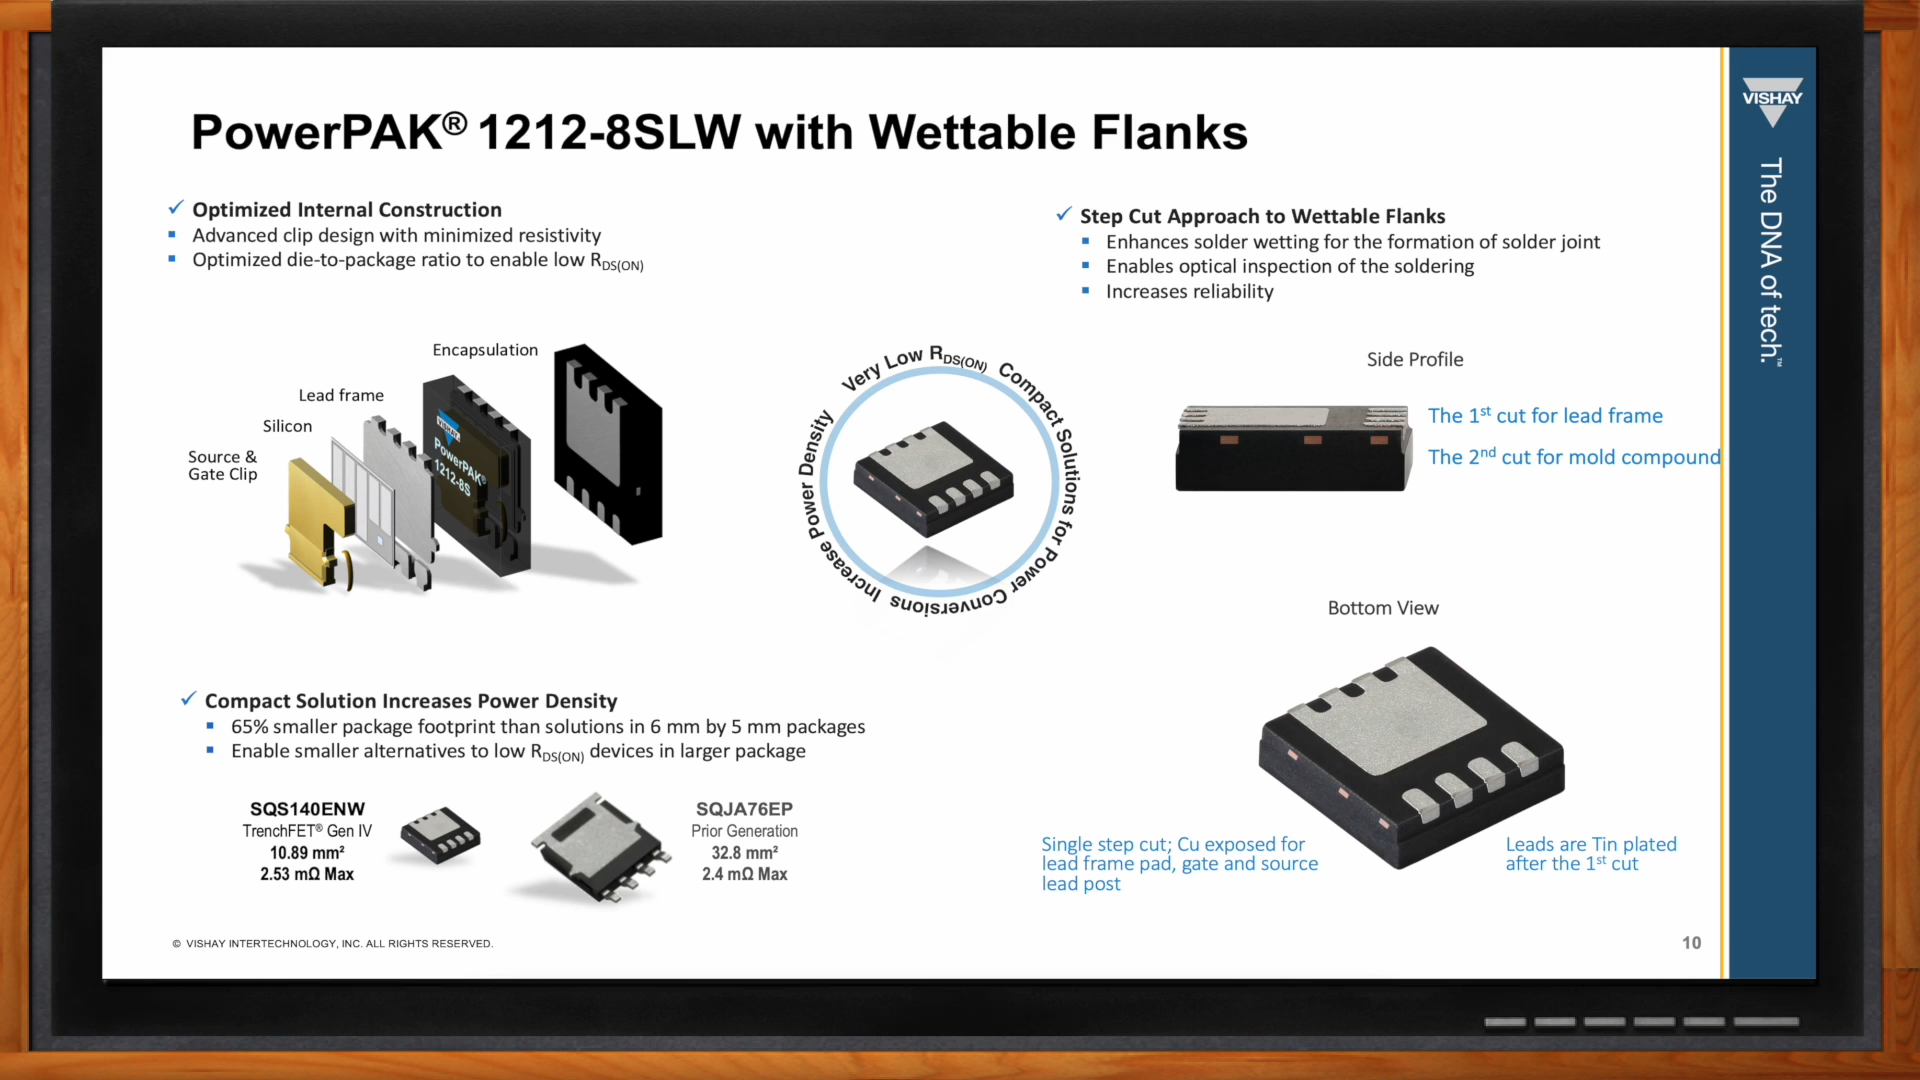 PowerPAK® 1212-8SLW with Wettable Flanks
✓ Optimized Internal Construction
▪ Advanced clip design with minimized resistivity
▪ Optimized die-to-package ratio to enable low RDS(ON)
Encapsulation
Lead frame
Silicon
Source &
Gate Clip
VISHAY
PowerPAK®
1212-8S
Very Low RDS(ON) Compact Solutions for Power Conversions Increase Power Density
✓ Step Cut Approach to Wettable Flanks
▪ Enhances solder wetting for the formation of solder joint
▪ Enables optical inspection of the soldering
▪ Increases reliability
Side Profile
The 1st cut for lead frame
The 2nd cut for mold compound
Bottom View
Single step cut; Cu exposed for
lead frame pad, gate and source
lead post
Leads are Tin plated
after the 1st cut
✓ Compact Solution Increases Power Density
▪ 65% smaller package footprint than solutions in 6 mm by 5 mm packages
▪ Enable smaller alternatives to low RDS(ON) devices in larger package
SQS140ENW
TrenchFET® Gen IV
10.89 mm²
2.53 mΩ Max
SQJA76EP
Prior Generation
32.8 mm²
2.4 mΩ Max
© VISHAY INTERTECHNOLOGY, INC. ALL RIGHTS RESERVED.
10
VISHAY
The DNA of tech.™